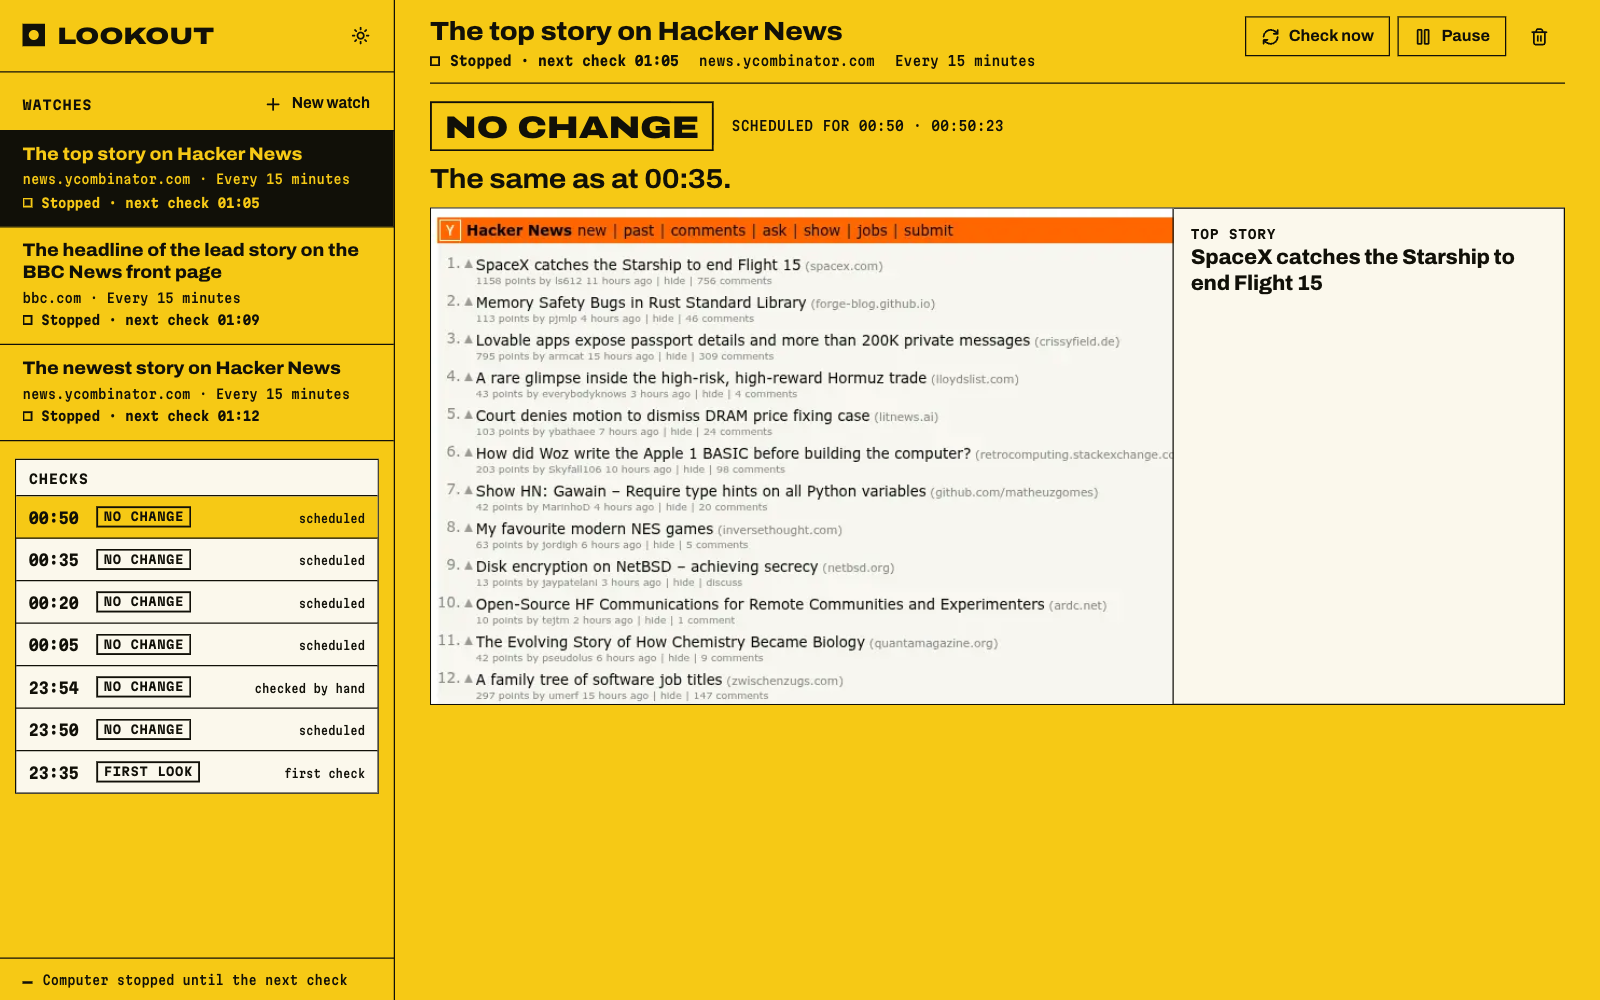 LOOKOUT
WATCHES
New watch
The top story on Hacker News
news.ycombinator.com · Every 15 minutes
Stopped · next check 01:05
The headline of the lead story on the
BBC News front page
bbc.com · Every 15 minutes
Stopped · next check 01:09
The newest story on Hacker News
news.ycombinator.com · Every 15 minutes
Stopped · next check 01:12
CHECKS
00:50 NO CHANGE scheduled
00:35 NO CHANGE scheduled
00:20 NO CHANGE scheduled
00:05 NO CHANGE scheduled
23:54 NO CHANGE checked by hand
23:50 NO CHANGE scheduled
23:35 FIRST LOOK first check
Computer stopped until the next check
The top story on Hacker News
Stopped · next check 01:05 news.ycombinator.com Every 15 minutes
Check now
Pause
NO CHANGE
SCHEDULED FOR 00:50 · 00:50:23
The same as at 00:35.
Y Hacker News new | past | comments | ask | show | jobs | submit
1. SpaceX catches the Starship to end Flight 15 (spacex.com)
1158 points by ls612 11 hours ago | hide | 756 comments
2. Memory Safety Bugs in Rust Standard Library (forge-blog.github.io)
113 points by pjmlp 4 hours ago | hide | 46 comments
3. Lovable apps expose passport details and more than 200K private messages (crissyfield.de)
795 points by armcat 15 hours ago | hide | 309 comments
4. A rare glimpse inside the high-risk, high-reward Hormuz trade (lloydslist.com)
43 points by everybodyknows 3 hours ago | hide | 4 comments
5. Court denies motion to dismiss DRAM price fixing case (litnews.ai)
103 points by ybathaee 7 hours ago | hide | 24 comments
6. How did Woz write the Apple 1 BASIC before building the computer? (retrocomputing.stackexchange.co
203 points by Skyfall106 10 hours ago | hide | 98 comments
7. Show HN: Gawain – Require type hints on all Python variables (github.com/matheuzgomes)
42 points by MarinhoD 4 hours ago | hide | 20 comments
8. My favourite modern NES games (inversethought.com)
63 points by jordigh 6 hours ago | hide | 5 comments
9. Disk encryption on NetBSD – achieving secrecy (netbsd.org)
13 points by jaypatelani 3 hours ago | hide | discuss
10. Open-Source HF Communications for Remote Communities and Experimenters (ardc.net)
10 points by tejtm 2 hours ago | hide | 1 comment
11. The Evolving Story of How Chemistry Became Biology (quantamagazine.org)
42 points by pseudolus 6 hours ago | hide | 9 comments
12. A family tree of software job titles (zwischenzugs.com)
297 points by umerf 15 hours ago | hide | 147 comments
TOP STORY
SpaceX catches the Starship to
end Flight 15